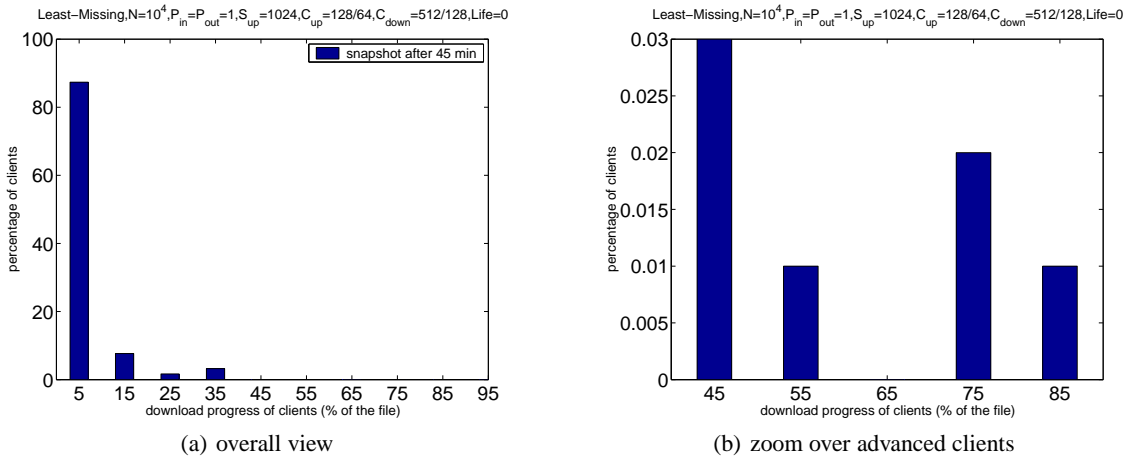 Least−Missing,N=10^4,P_in=P_out=1,S_up=1024,C_up=128/64,C_down=512/128,Life=0
100
80
60
40
20
0
percentage of clients
snapshot after 45 min
5 15 25 35 45 55 65 75 85 95
download progress of clients (% of the file)
(a) overall view
Least−Missing,N=10^4,P_in=P_out=1,S_up=1024,C_up=128/64,C_down=512/128,Life=0
0.03
0.025
0.02
0.015
0.01
0.005
0
percentage of clients
45 55 65 75 85
download progress of clients (% of the file)
(b) zoom over advanced clients